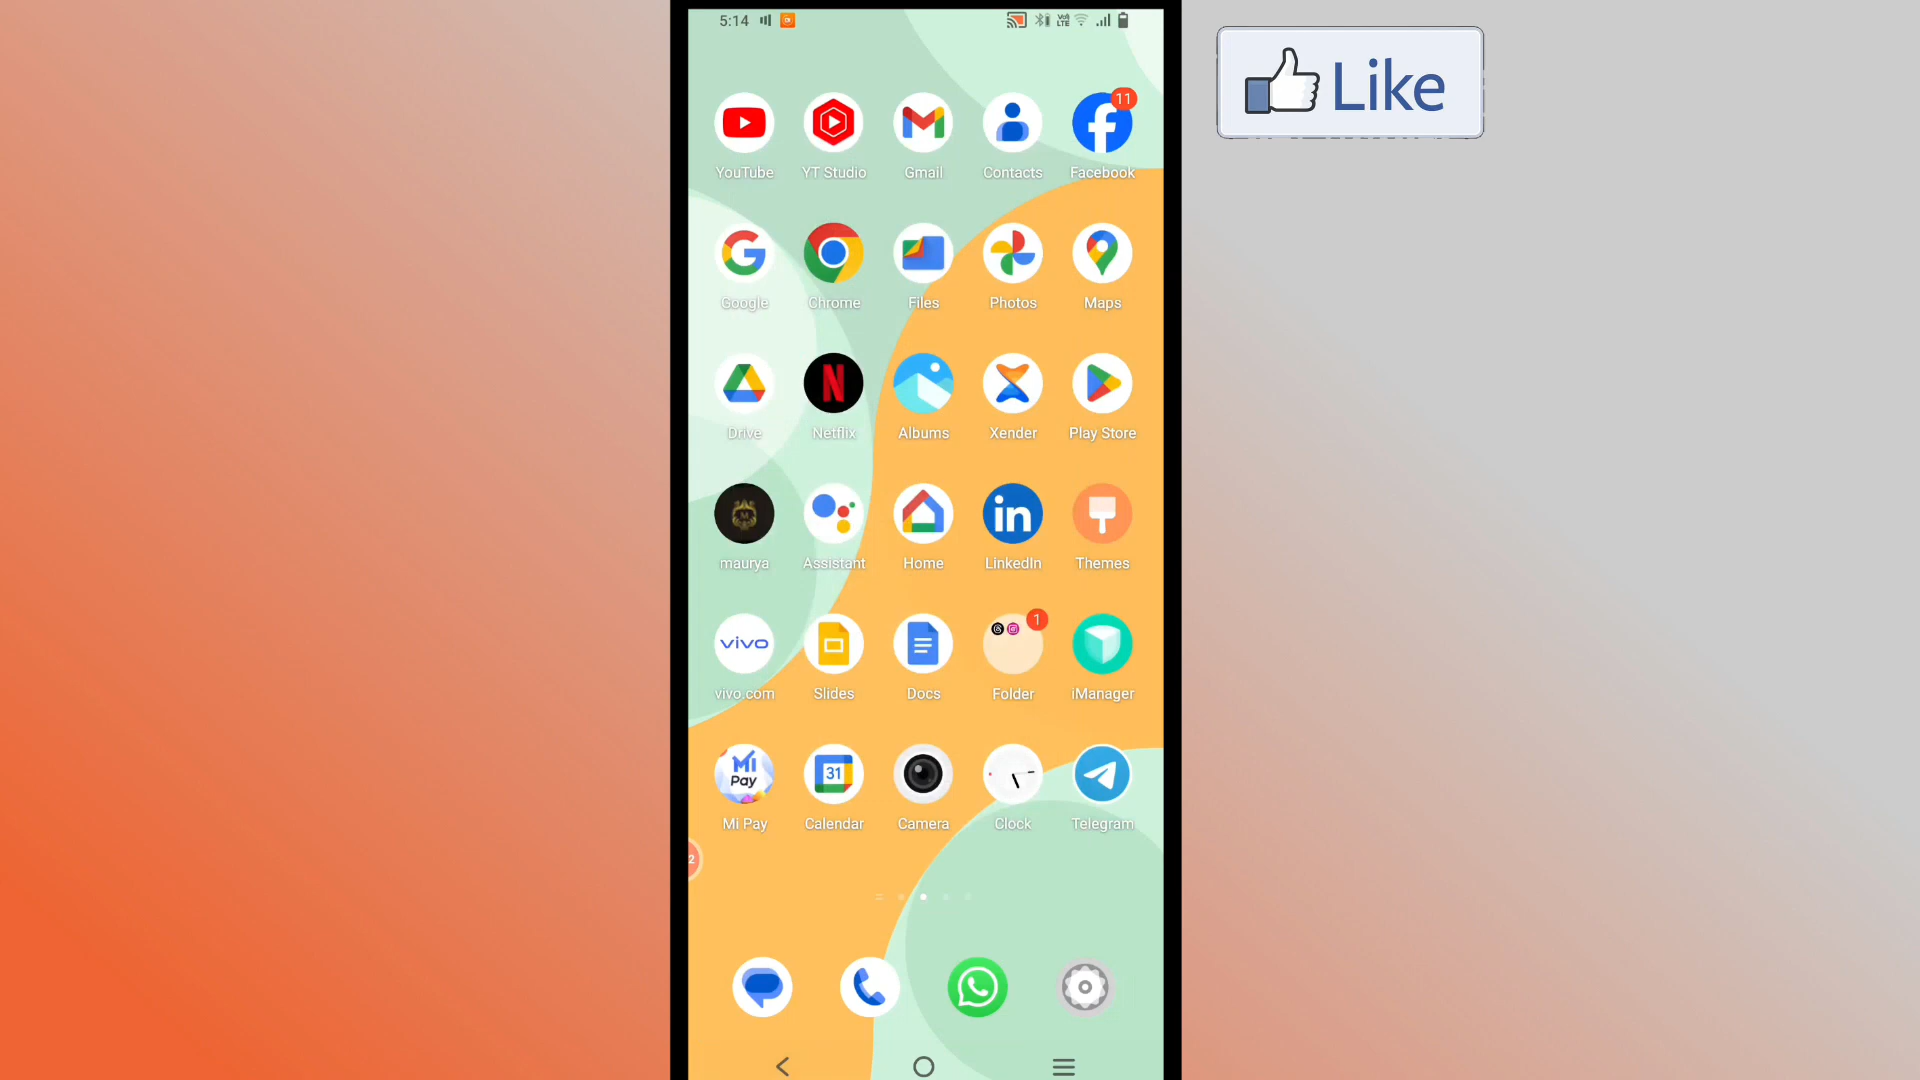 5:14
Like
11
YouTube YT Studio Gmail Contacts Facebook
Google Chrome Files Photos Maps
N
Drive Netflix Albums Xender Play Store
M in
maurya Assistant Home LinkedIn Themes
vivo 1
vivo.com Slides Docs Folder iManager
Mi Pay 31
Mi Pay Calendar Camera Clock Telegram
2